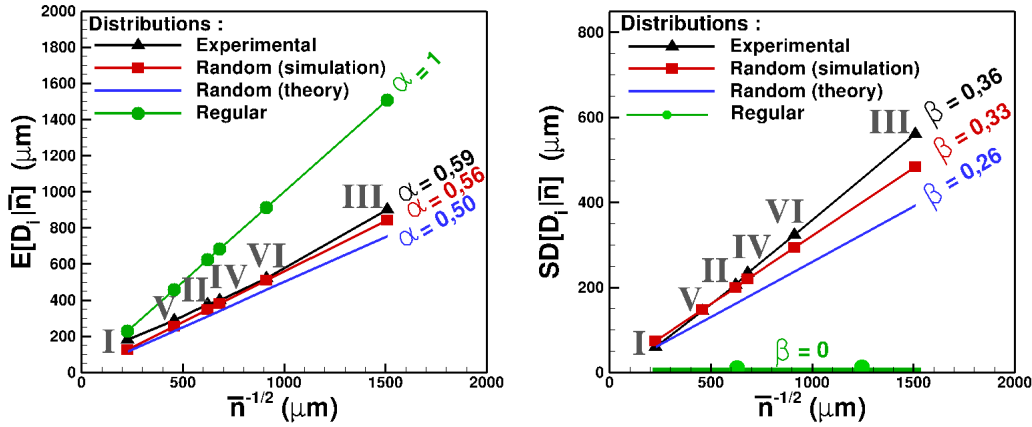 Distributions :
Experimental
Random (simulation)
Random (theory)
Regular
α = 1
α = 0,59
α = 0,56
α = 0,50
I
V
II
IV
VI
III
E[Dᵢ|n̅] (μm)
2000
1800
1600
1400
1200
1000
800
600
400
200
0
0
500
1000
1500
2000
n̅⁻¹/² (μm)
Distributions :
Experimental
Random (simulation)
Random (theory)
Regular
β = 0,36
β = 0,33
β = 0,26
β = 0
I
V
II
IV
VI
III
SD[Dᵢ|n̅] (μm)
800
600
400
200
0
0
500
1000
1500
2000
n̅⁻¹/² (μm)